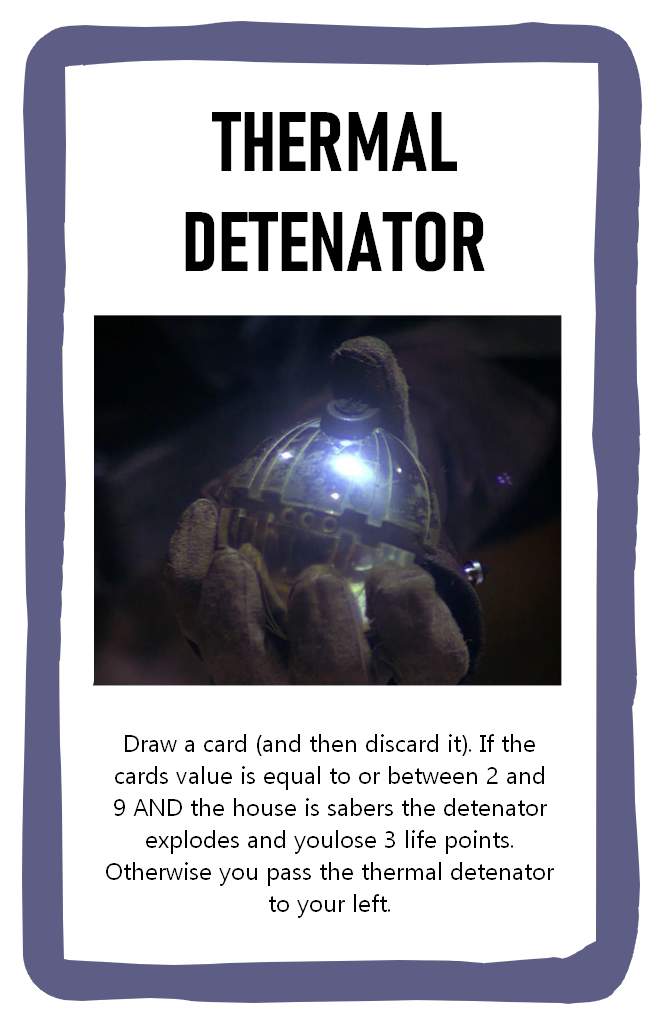 THERMAL
DETENATOR
Draw a card (and then discard it). If the
cards value is equal to or between 2 and
9 AND the house is sabers the detenator
explodes and youlose 3 life points.
Otherwise you pass the thermal detenator
to your left.